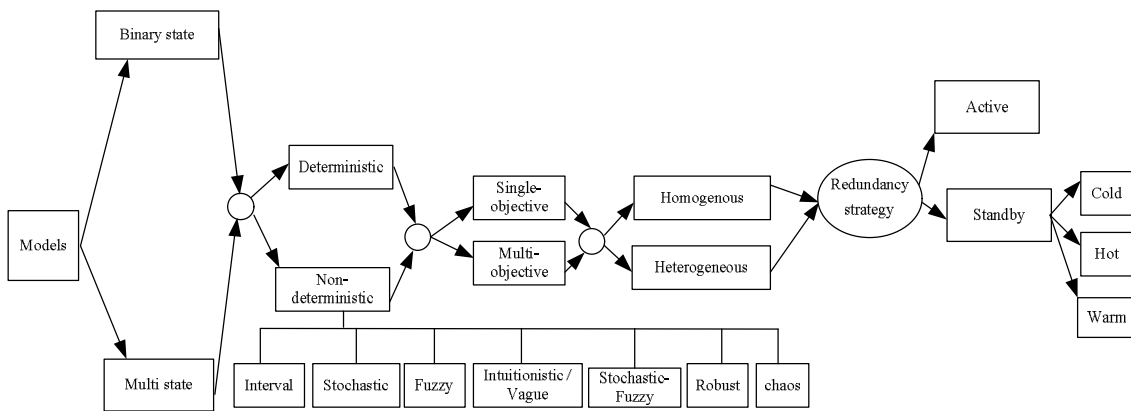 Models
Binary state
Multi state
Deterministic
Non-
deterministic
Interval
Stochastic
Fuzzy
Intuitionistic /
Vague
Stochastic-
Fuzzy
Robust
chaos
Single-
objective
Multi-
objective
Homogenous
Heterogeneous
Redundancy
strategy
Active
Standby
Cold
Hot
Warm